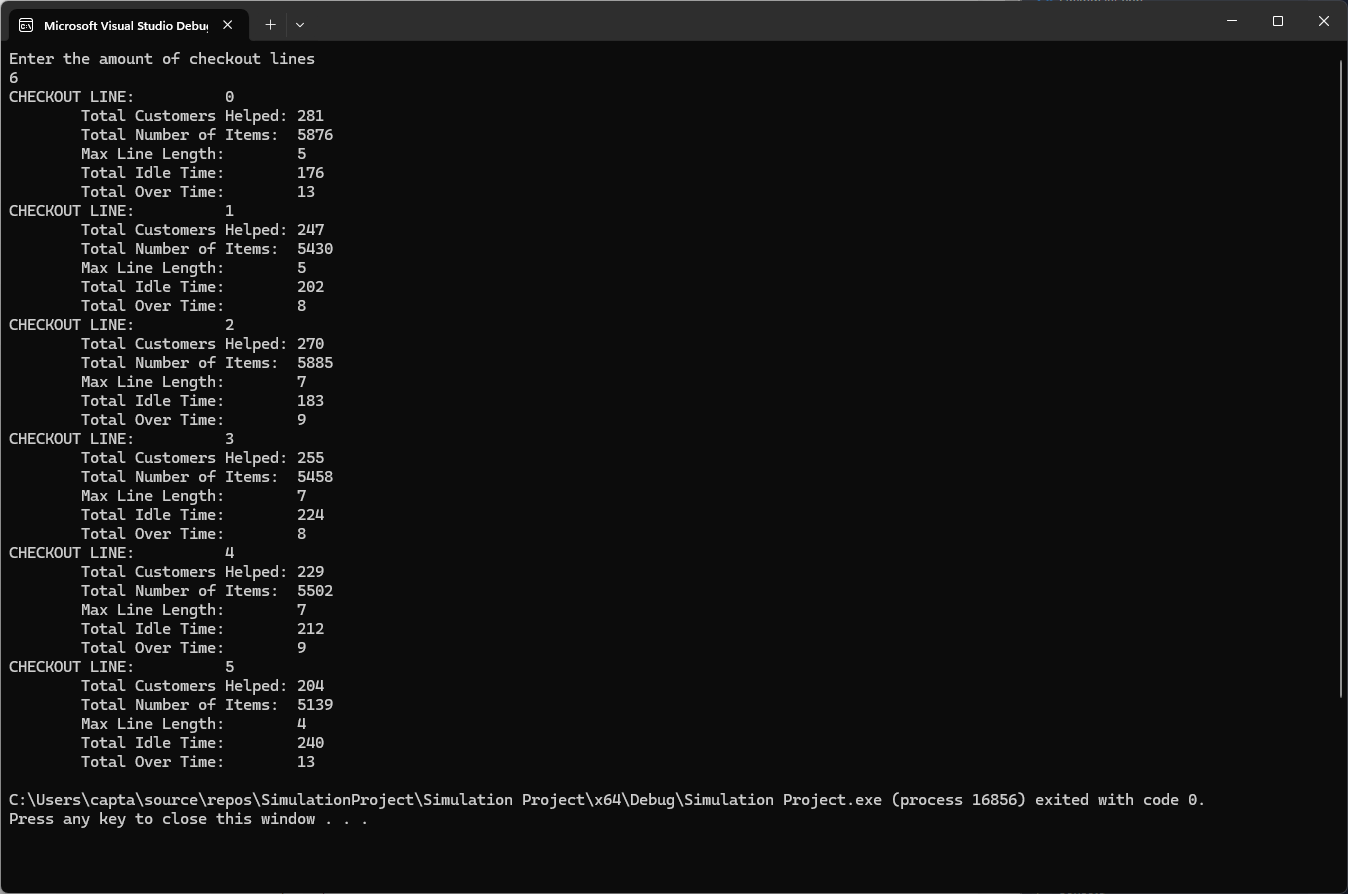 Microsoft Visual Studio Debug
Enter the amount of checkout lines
6
CHECKOUT LINE:          0
        Total Customers Helped: 281
        Total Number of Items:  5876
        Max Line Length:        5
        Total Idle Time:        176
        Total Over Time:        13
CHECKOUT LINE:          1
        Total Customers Helped: 247
        Total Number of Items:  5430
        Max Line Length:        5
        Total Idle Time:        202
        Total Over Time:        8
CHECKOUT LINE:          2
        Total Customers Helped: 270
        Total Number of Items:  5885
        Max Line Length:        7
        Total Idle Time:        183
        Total Over Time:        9
CHECKOUT LINE:          3
        Total Customers Helped: 255
        Total Number of Items:  5458
        Max Line Length:        7
        Total Idle Time:        224
        Total Over Time:        8
CHECKOUT LINE:          4
        Total Customers Helped: 229
        Total Number of Items:  5502
        Max Line Length:        7
        Total Idle Time:        212
        Total Over Time:        9
CHECKOUT LINE:          5
        Total Customers Helped: 204
        Total Number of Items:  5139
        Max Line Length:        4
        Total Idle Time:        240
        Total Over Time:        13
C:\Users\capta\source\repos\SimulationProject\Simulation Project\x64\Debug\Simulation Project.exe (process 16856) exited with code 0.
Press any key to close this window . . .